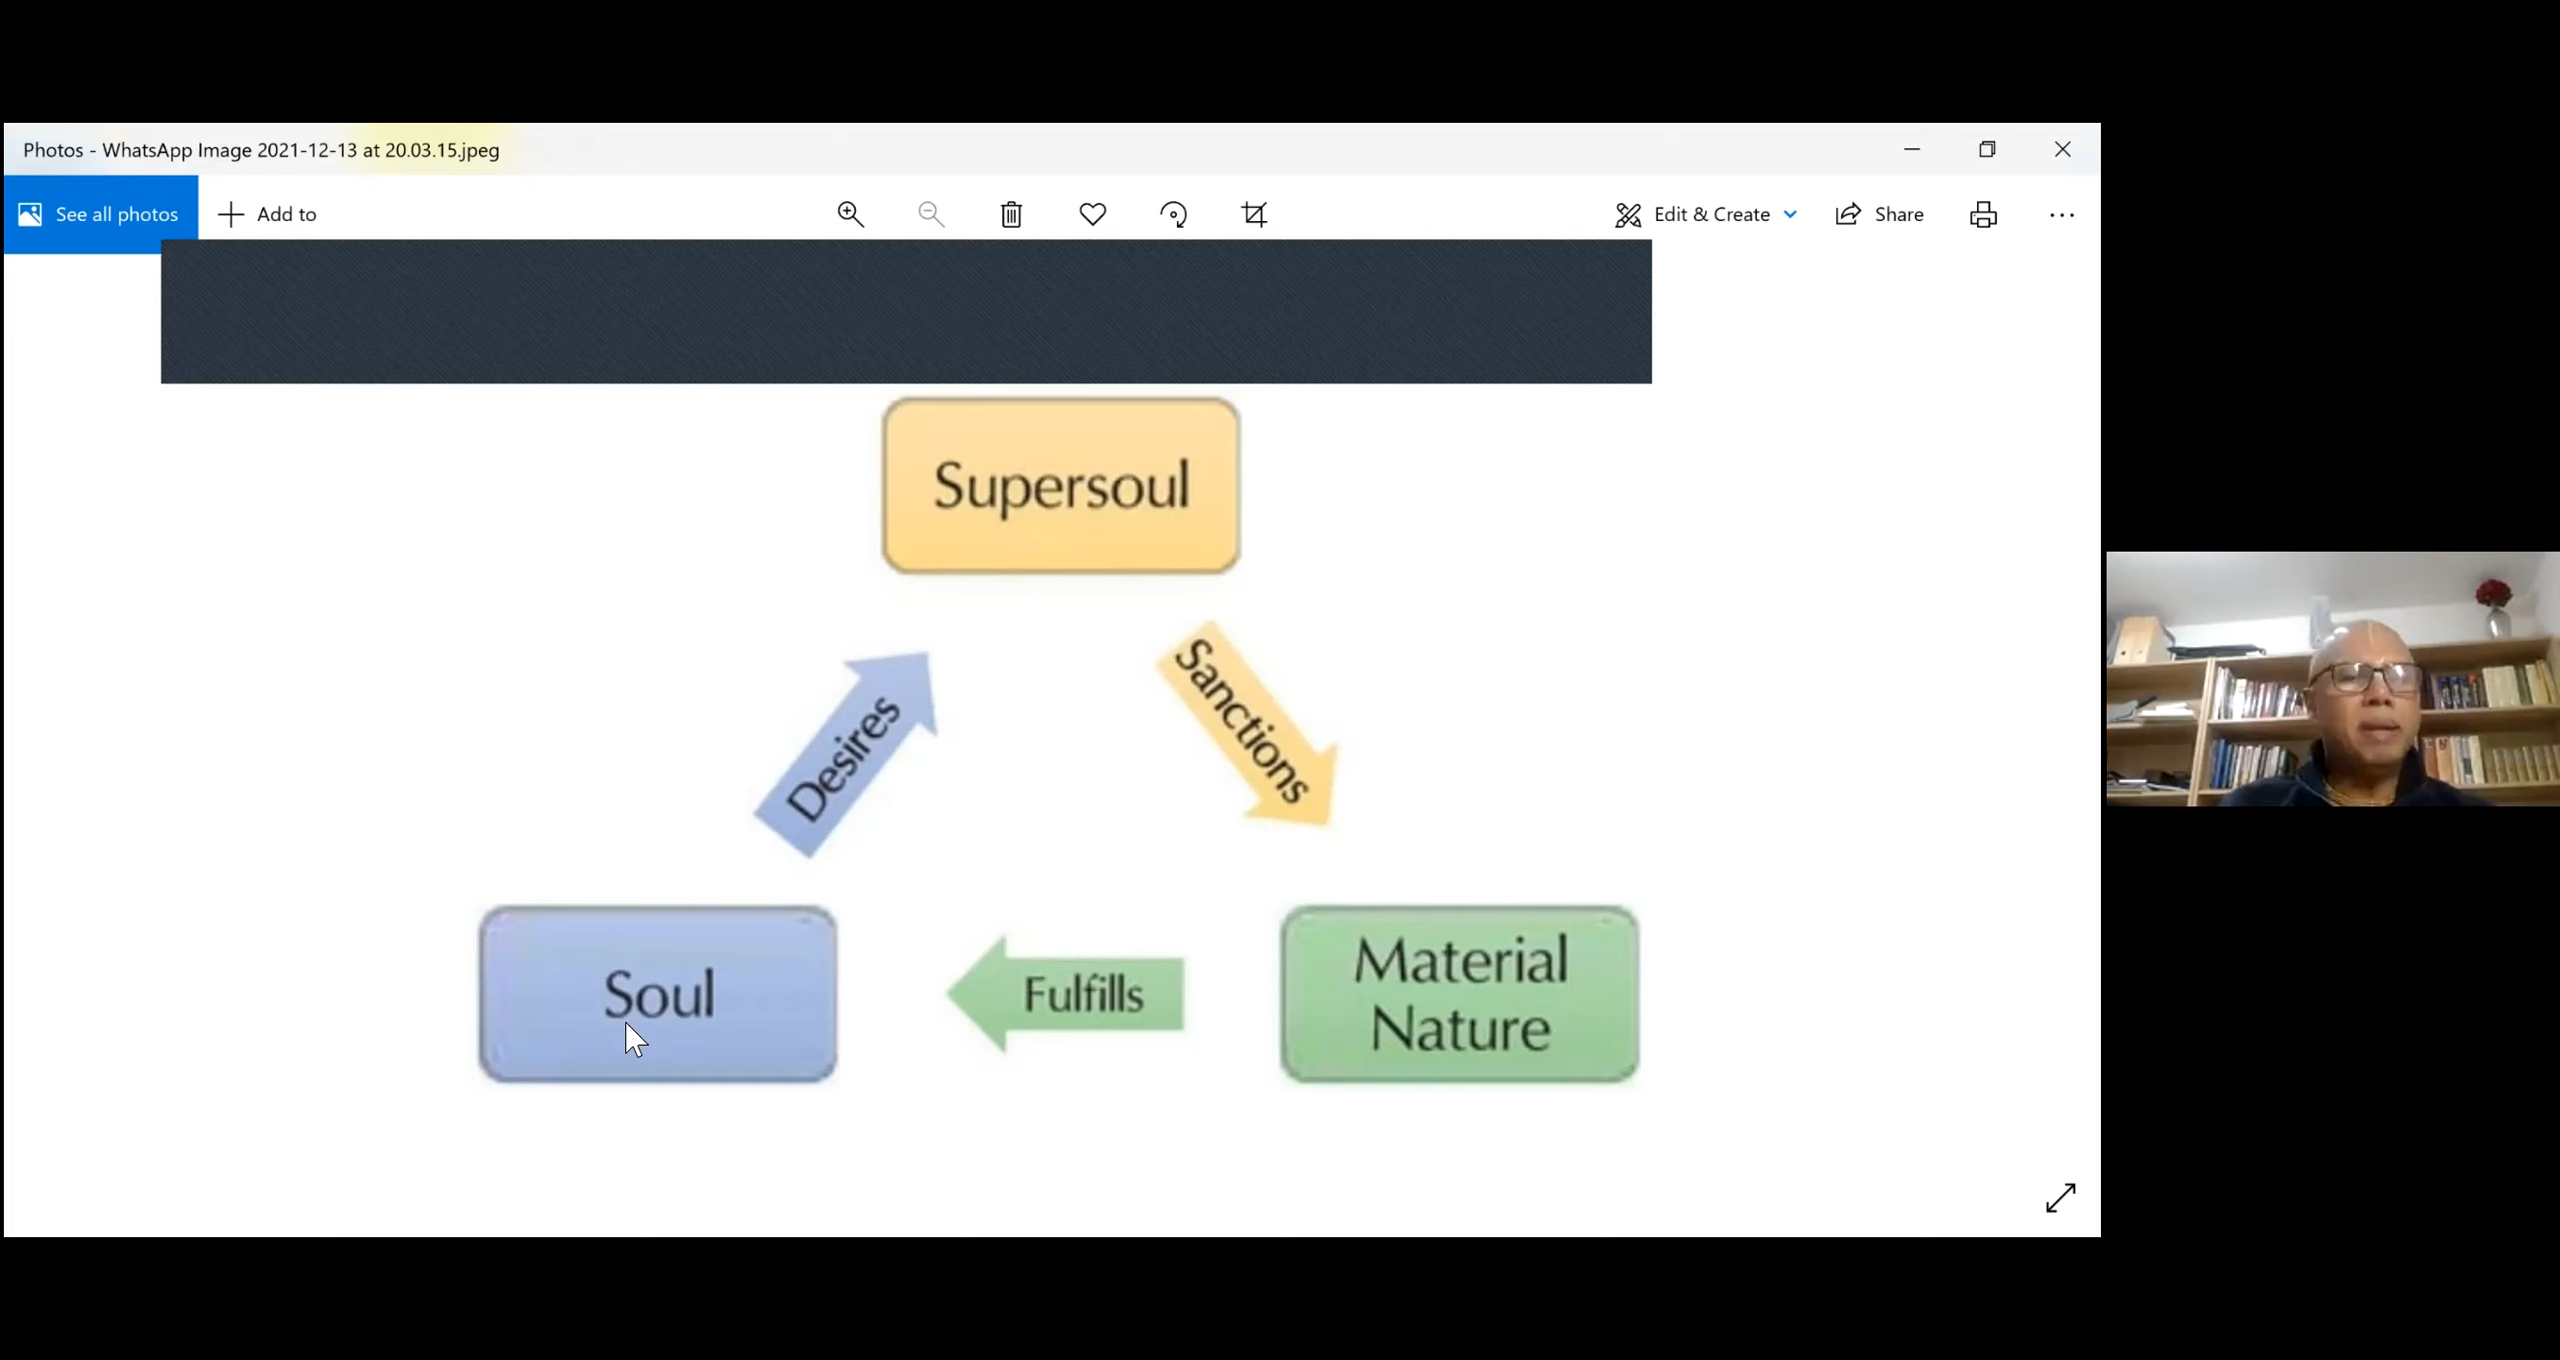 Photos - WhatsApp Image 2021-12-13 at 20.03.15.jpeg
See all photos
Add to
Edit & Create
Share
Supersoul
Desires
Sanctions
Soul
Fulfills
Material
Nature